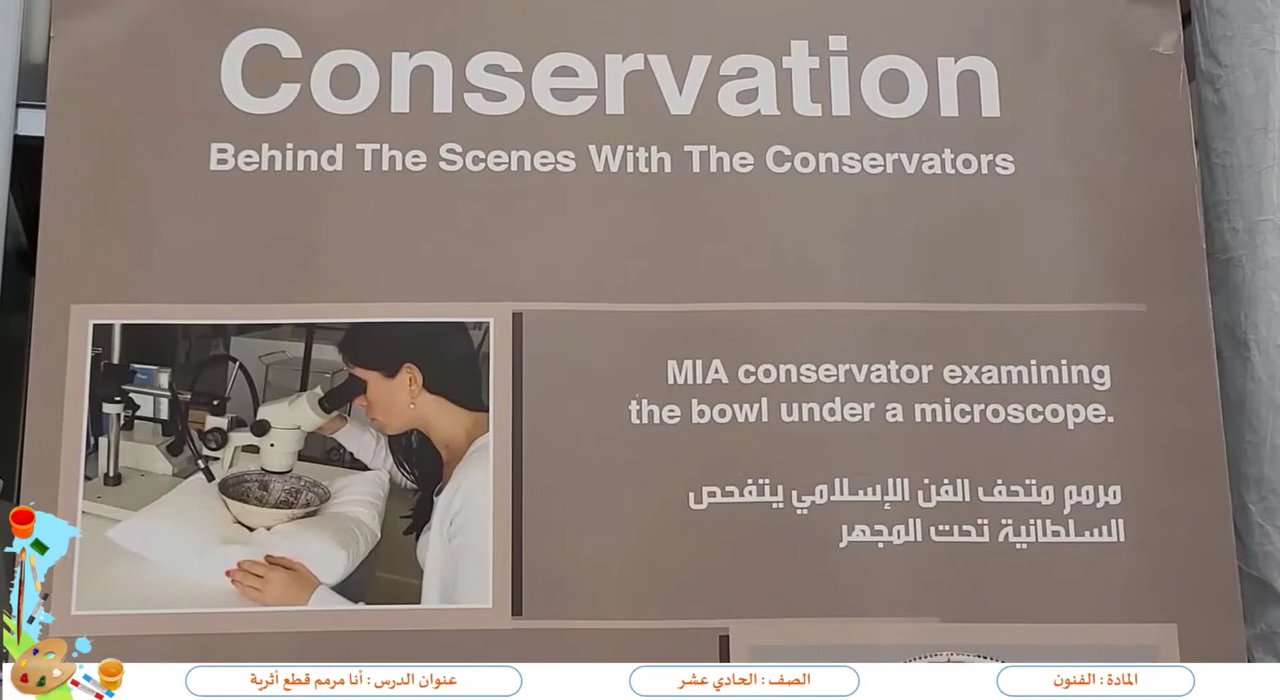 Conservation
Behind The Scenes With The Conservators
MIA conservator examining
the bowl under a microscope.
مرمم متحف الفن الإسلامي يتفحص
السلطانية تحت المجهر
المادة : الفنون
الصف : الحادي عشر
عنوان الدرس : أنا مرمم قطع أثرية